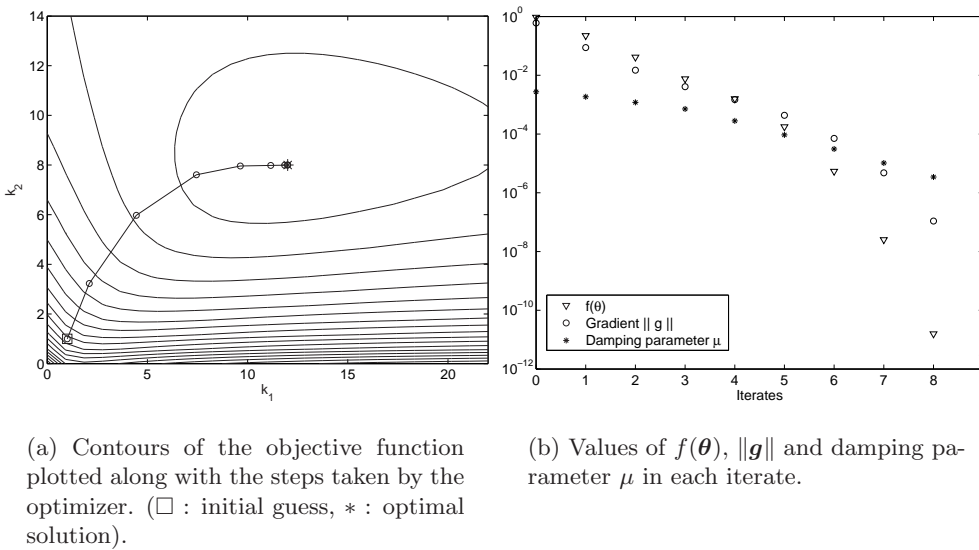 14
12
10
8
6
4
2
0
k₂
0 5 10 15 20
k₁
10⁰
10⁻²
10⁻⁴
10⁻⁶
10⁻⁸
10⁻¹⁰
10⁻¹²
f(θ)
Gradient || g ||
Damping parameter μ
0 1 2 3 4 5 6 7 8
Iterates
(a) Contours of the objective function
plotted along with the steps taken by the
optimizer. (□ : initial guess, * : optimal
solution).
(b) Values of f(θ), ‖g‖ and damping pa-
rameter μ in each iterate.